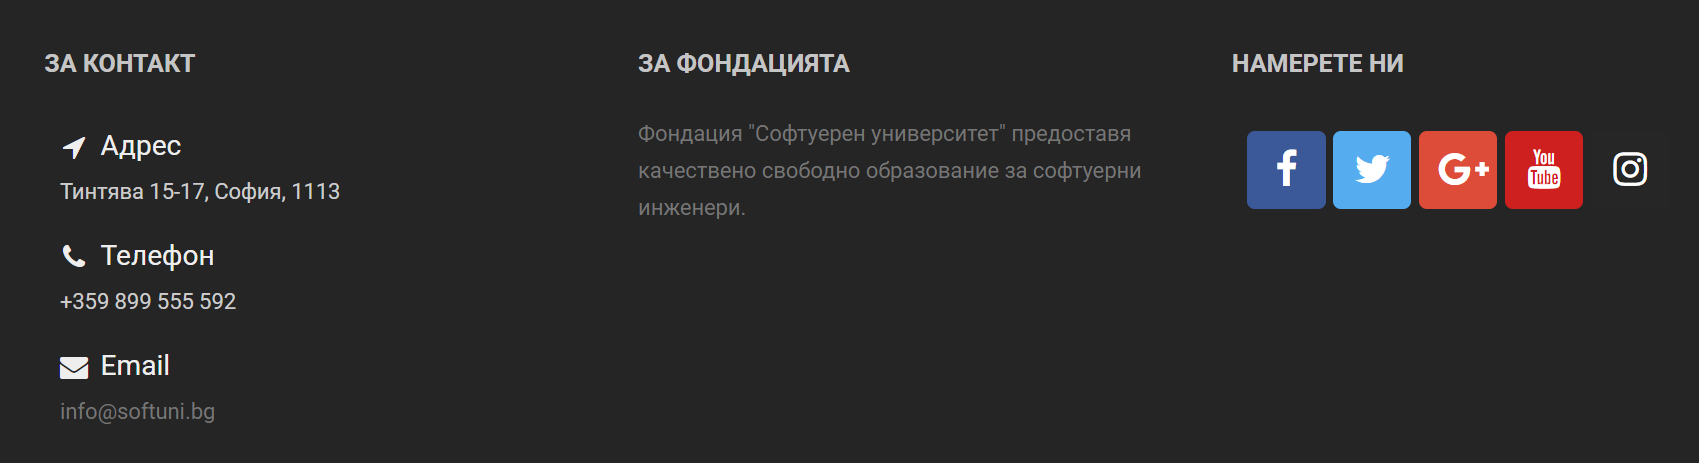 ЗА КОНТАКТ
Адрес
Тинтява 15-17, София, 1113
Телефон
+359 899 555 592
Email
info@softuni.bg
ЗА ФОНДАЦИЯТА
Фондация "Софтуерен университет" предоставя
качествено свободно образование за софтуерни
инженери.
НАМЕРЕТЕ НИ
f
G+
You
Tube